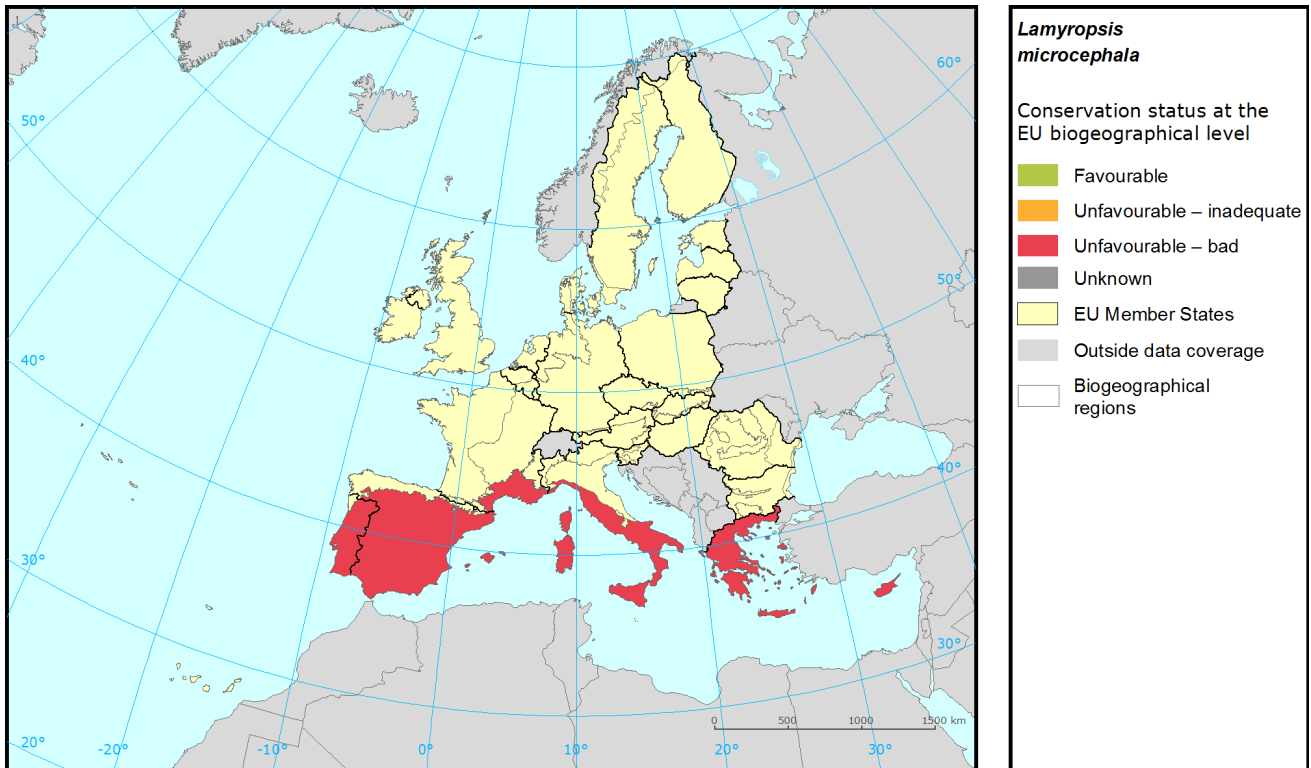 Lamyropsis
microcephala
Conservation status at the
EU biogeographical level
Favourable
Unfavourable – inadequate
Unfavourable – bad
Unknown
EU Member States
Outside data coverage
Biogeographical
regions
60°
50°
50°
40°
40°
30°
30°
0 500 1000 1500 km
20° -20° -10° 0° 10° 20° 30°